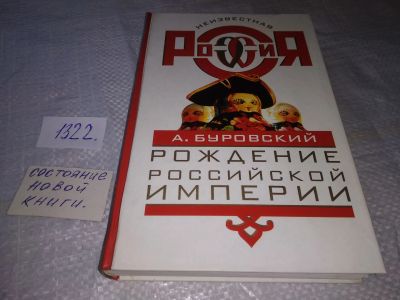 НЕИЗВЕСТНАЯ
РОССИЯ
А. БУРОВСКИЙ
РОЖДЕНИЕ
РОССИЙСКОЙ
ИМПЕРИИ
1322.
состояние
новой
книги.